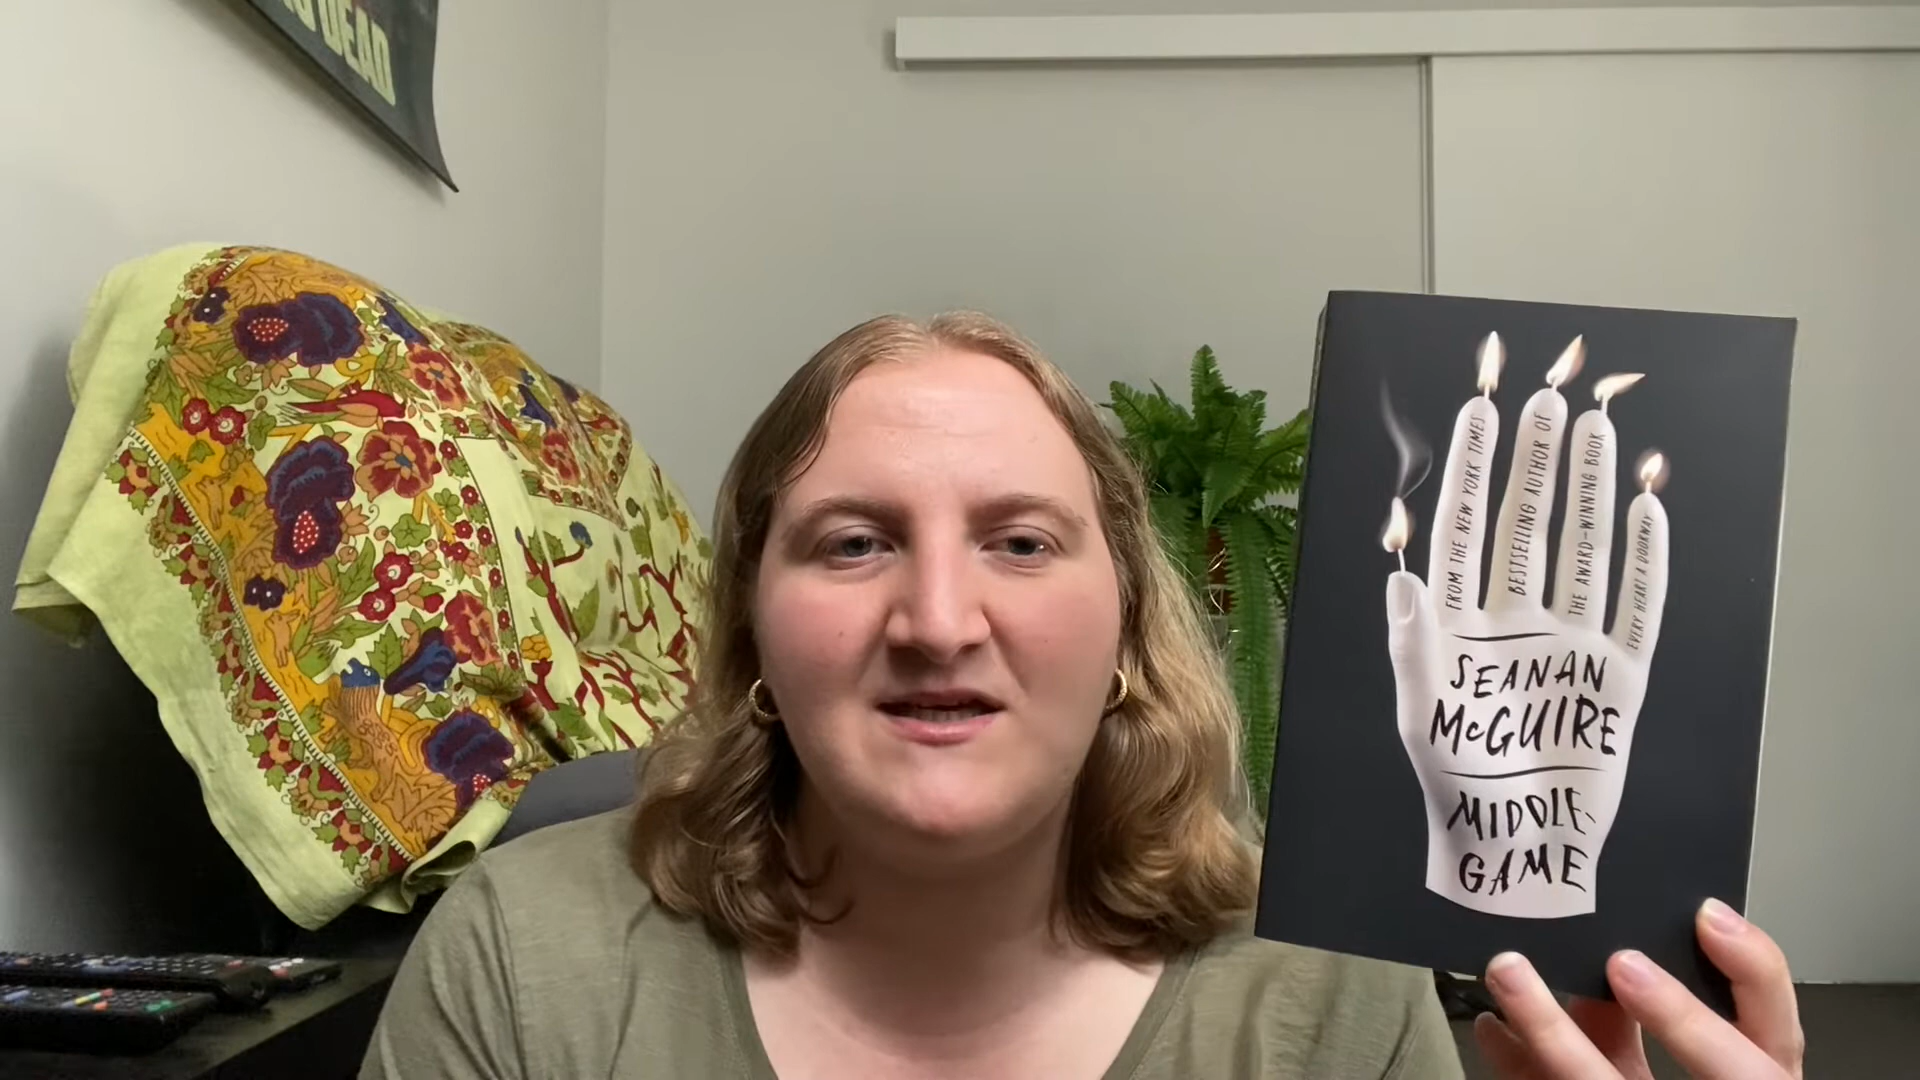 DEAD
FROM THE NEW YORK TIMES
BESTSELLING AUTHOR OF
THE AWARD-WINNING BOOK
EVERY HEART A DOORWAY
SEANAN
McGUIRE
MIDDLE-
GAME